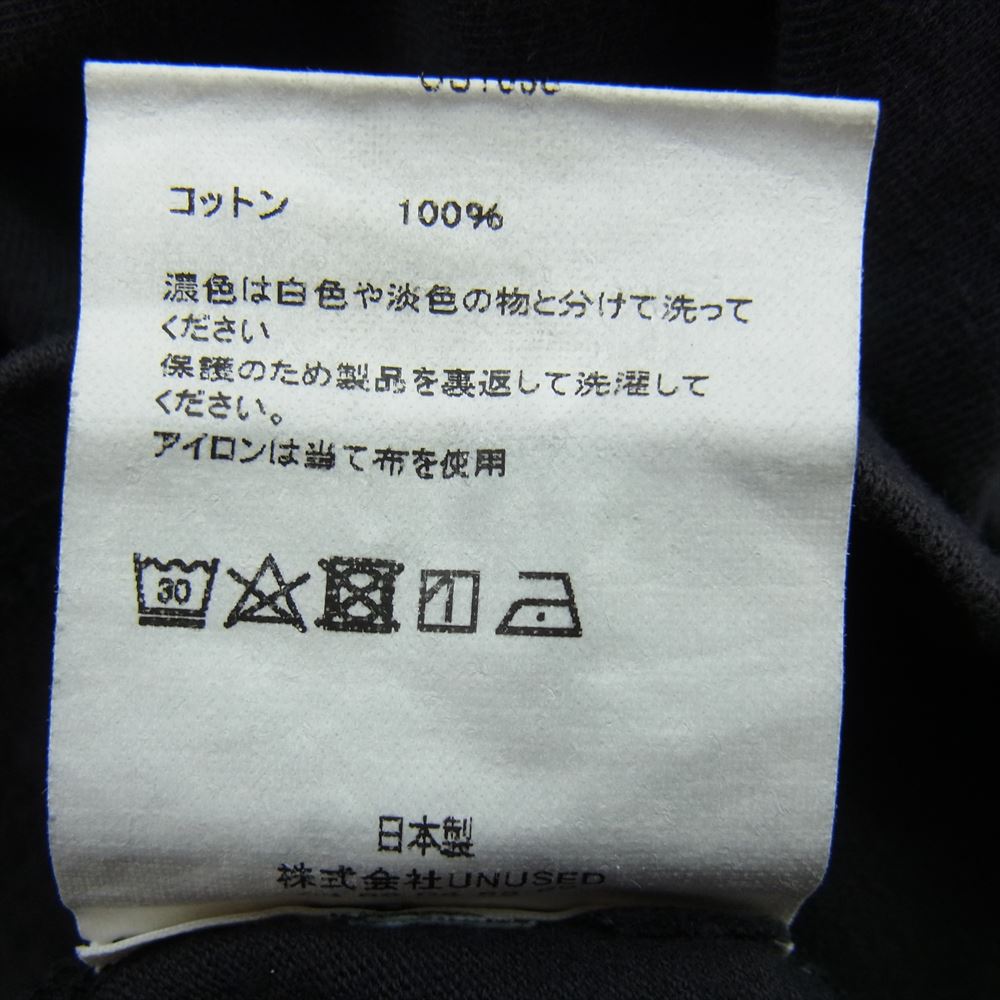 コットン 100%
濃色は白色や淡色の物と分けて洗って
ください
保護のため製品を裏返して洗濯して
ください。
アイロンは当て布を使用
30
日本製
株式会社UNUSED